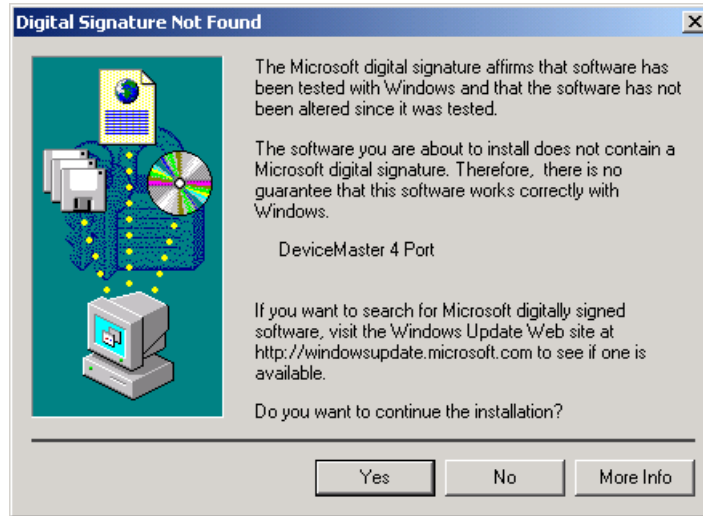 Digital Signature Not Found
The Microsoft digital signature affirms that software has
been tested with Windows and that the software has not
been altered since it was tested.
The software you are about to install does not contain a
Microsoft digital signature. Therefore, there is no
guarantee that this software works correctly with
Windows.
DeviceMaster 4 Port
If you want to search for Microsoft digitally signed
software, visit the Windows Update Web site at
http://windowsupdate.microsoft.com to see if one is
available.
Do you want to continue the installation?
Yes
No
More Info